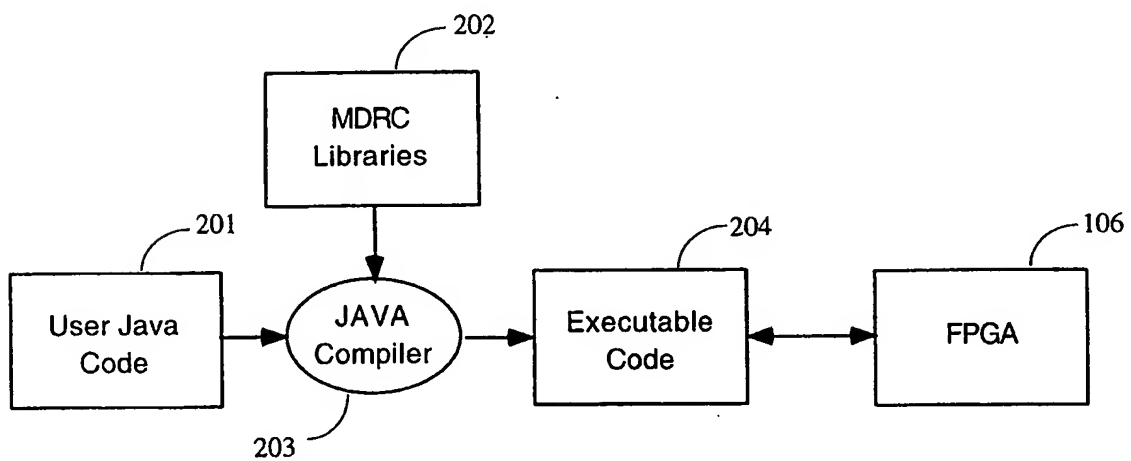 202
MDRC
Libraries
201
204
106
User Java
Code
JAVA
Compiler
Executable
Code
FPGA
203